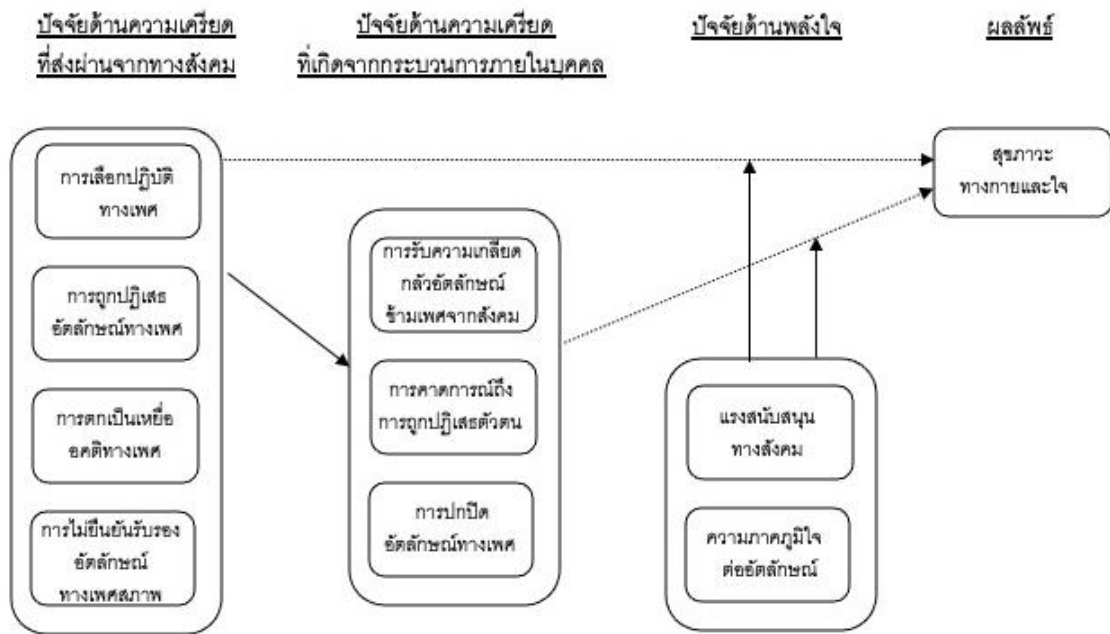 ปัจจัยด้านความเครียด
ที่ส่งผ่านจากทางสังคม
ปัจจัยด้านความเครียด
ที่เกิดจากกระบวนการภายในบุคคล
ปัจจัยด้านพลังใจ
ผลลัพธ์
การเลือกปฏิบัติ
ทางเพศ
การถูกปฏิเสธ
อัตลักษณ์ทางเพศ
การตกเป็นเหยื่อ
อคติทางเพศ
การไม่ยืนยันรับรอง
อัตลักษณ์
ทางเพศสภาพ
การรับความเกลียด
กลัวอัตลักษณ์
ข้ามเพศจากสังคม
การคาดการณ์ถึง
การถูกปฏิเสธตัวตน
การปกปิด
อัตลักษณ์ทางเพศ
แรงสนับสนุน
ทางสังคม
ความภาคภูมิใจ
ต่ออัตลักษณ์
สุขภาวะ
ทางกายและใจ